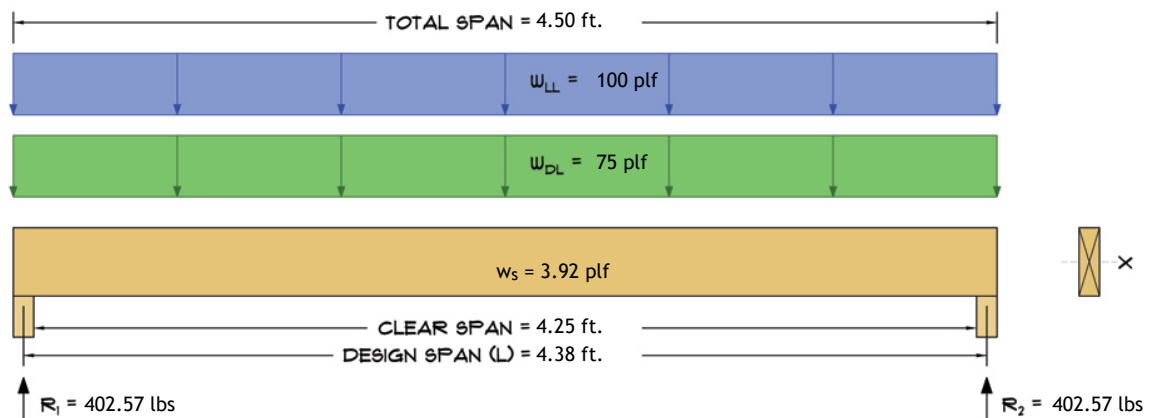 TOTAL SPAN = 4.50 ft.
wLL = 100 plf
wDL = 75 plf
ws = 3.92 plf
X
CLEAR SPAN = 4.25 ft.
DESIGN SPAN (L) = 4.38 ft.
R1 = 402.57 lbs
R2 = 402.57 lbs